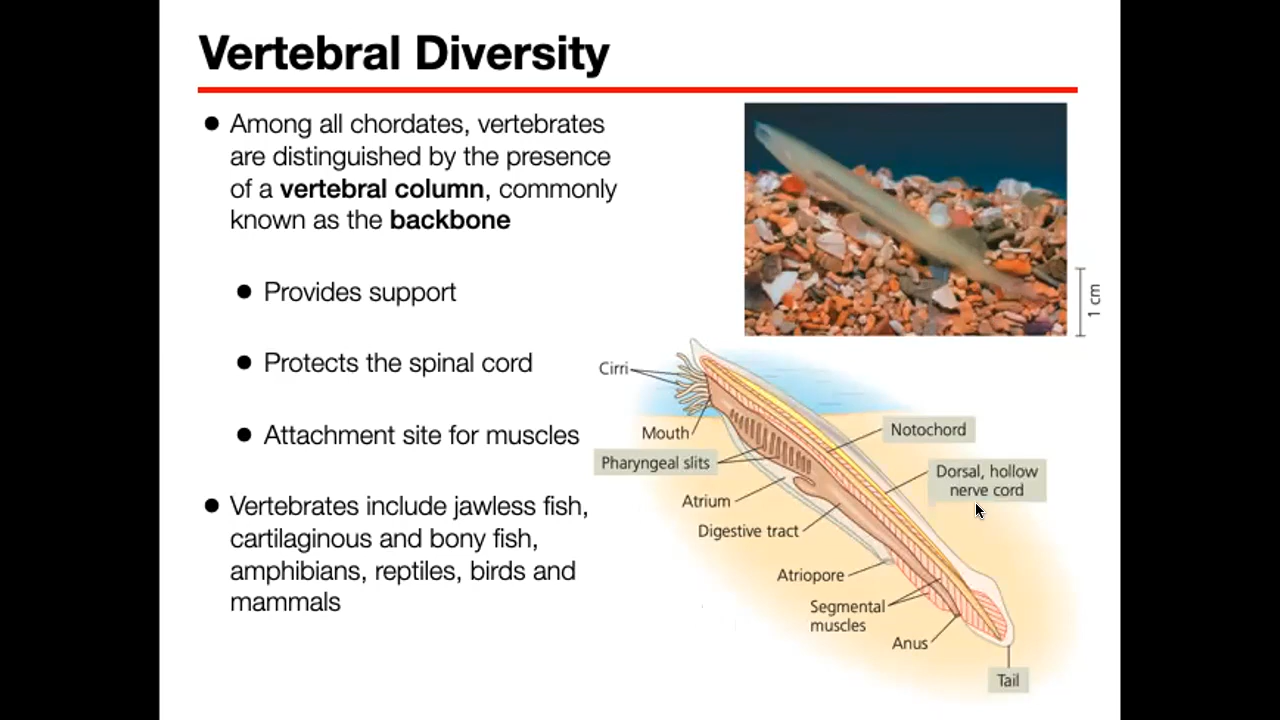 Vertebral Diversity
● Among all chordates, vertebrates
are distinguished by the presence
of a vertebral column, commonly
known as the backbone
● Provides support
● Protects the spinal cord
● Attachment site for muscles
● Vertebrates include jawless fish,
cartilaginous and bony fish,
amphibians, reptiles, birds and
mammals
1 cm
Cirri
Mouth
Pharyngeal slits
Atrium
Digestive tract
Atriopore
Segmental
muscles
Anus
Notochord
Dorsal, hollow
nerve cord
Tail